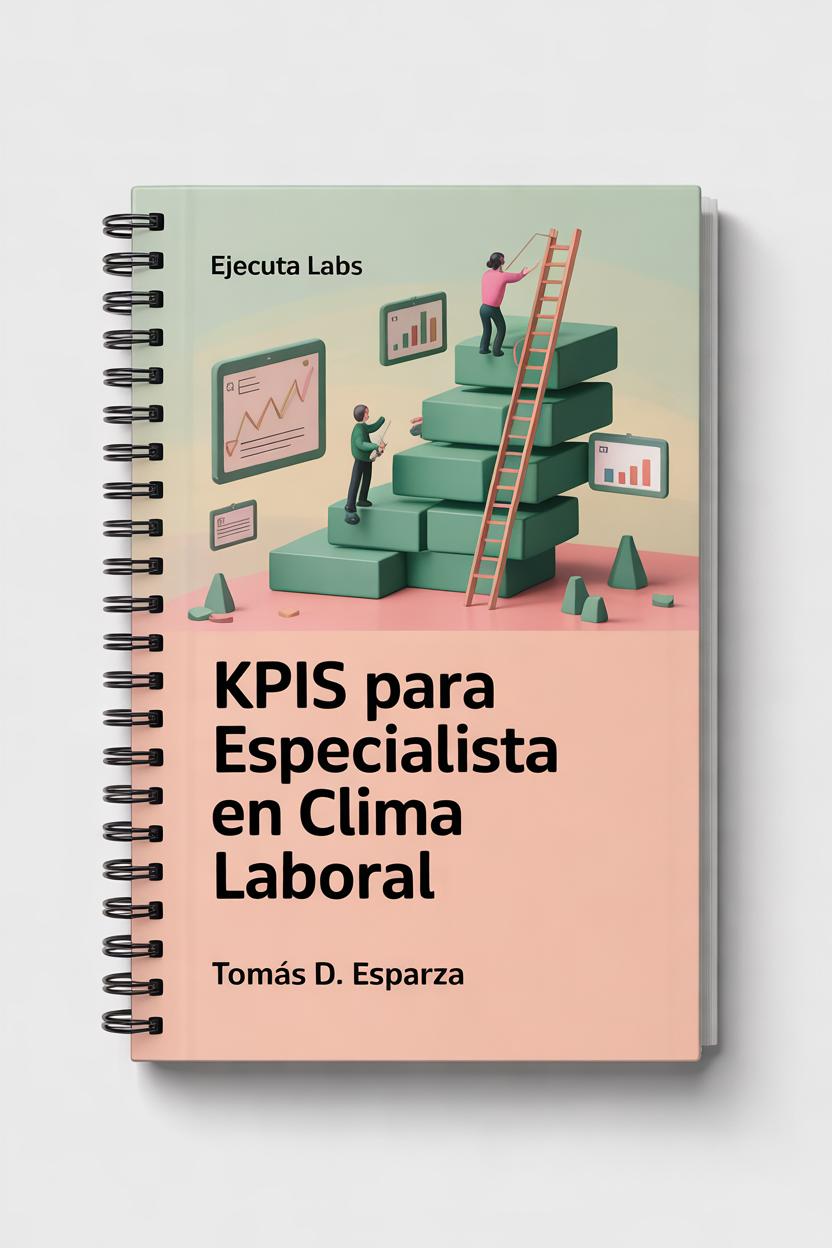 Ejecuta Labs
KPIS para
Especialista
en Clima
Laboral
Tomás D. Esparza